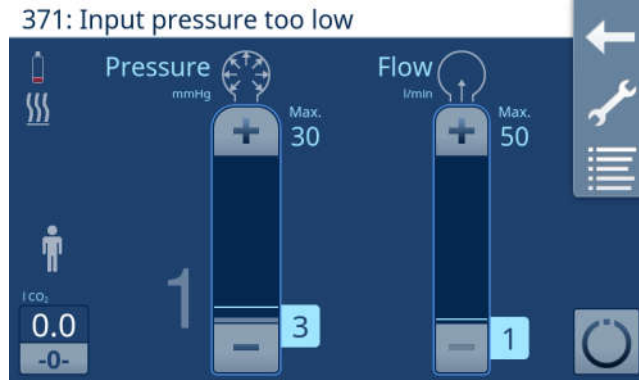 371: Input pressure too low
Pressure
mmHg
Max.
30
Flow
l/min
Max.
50
1
3
1
l CO₂
0.0
-0-